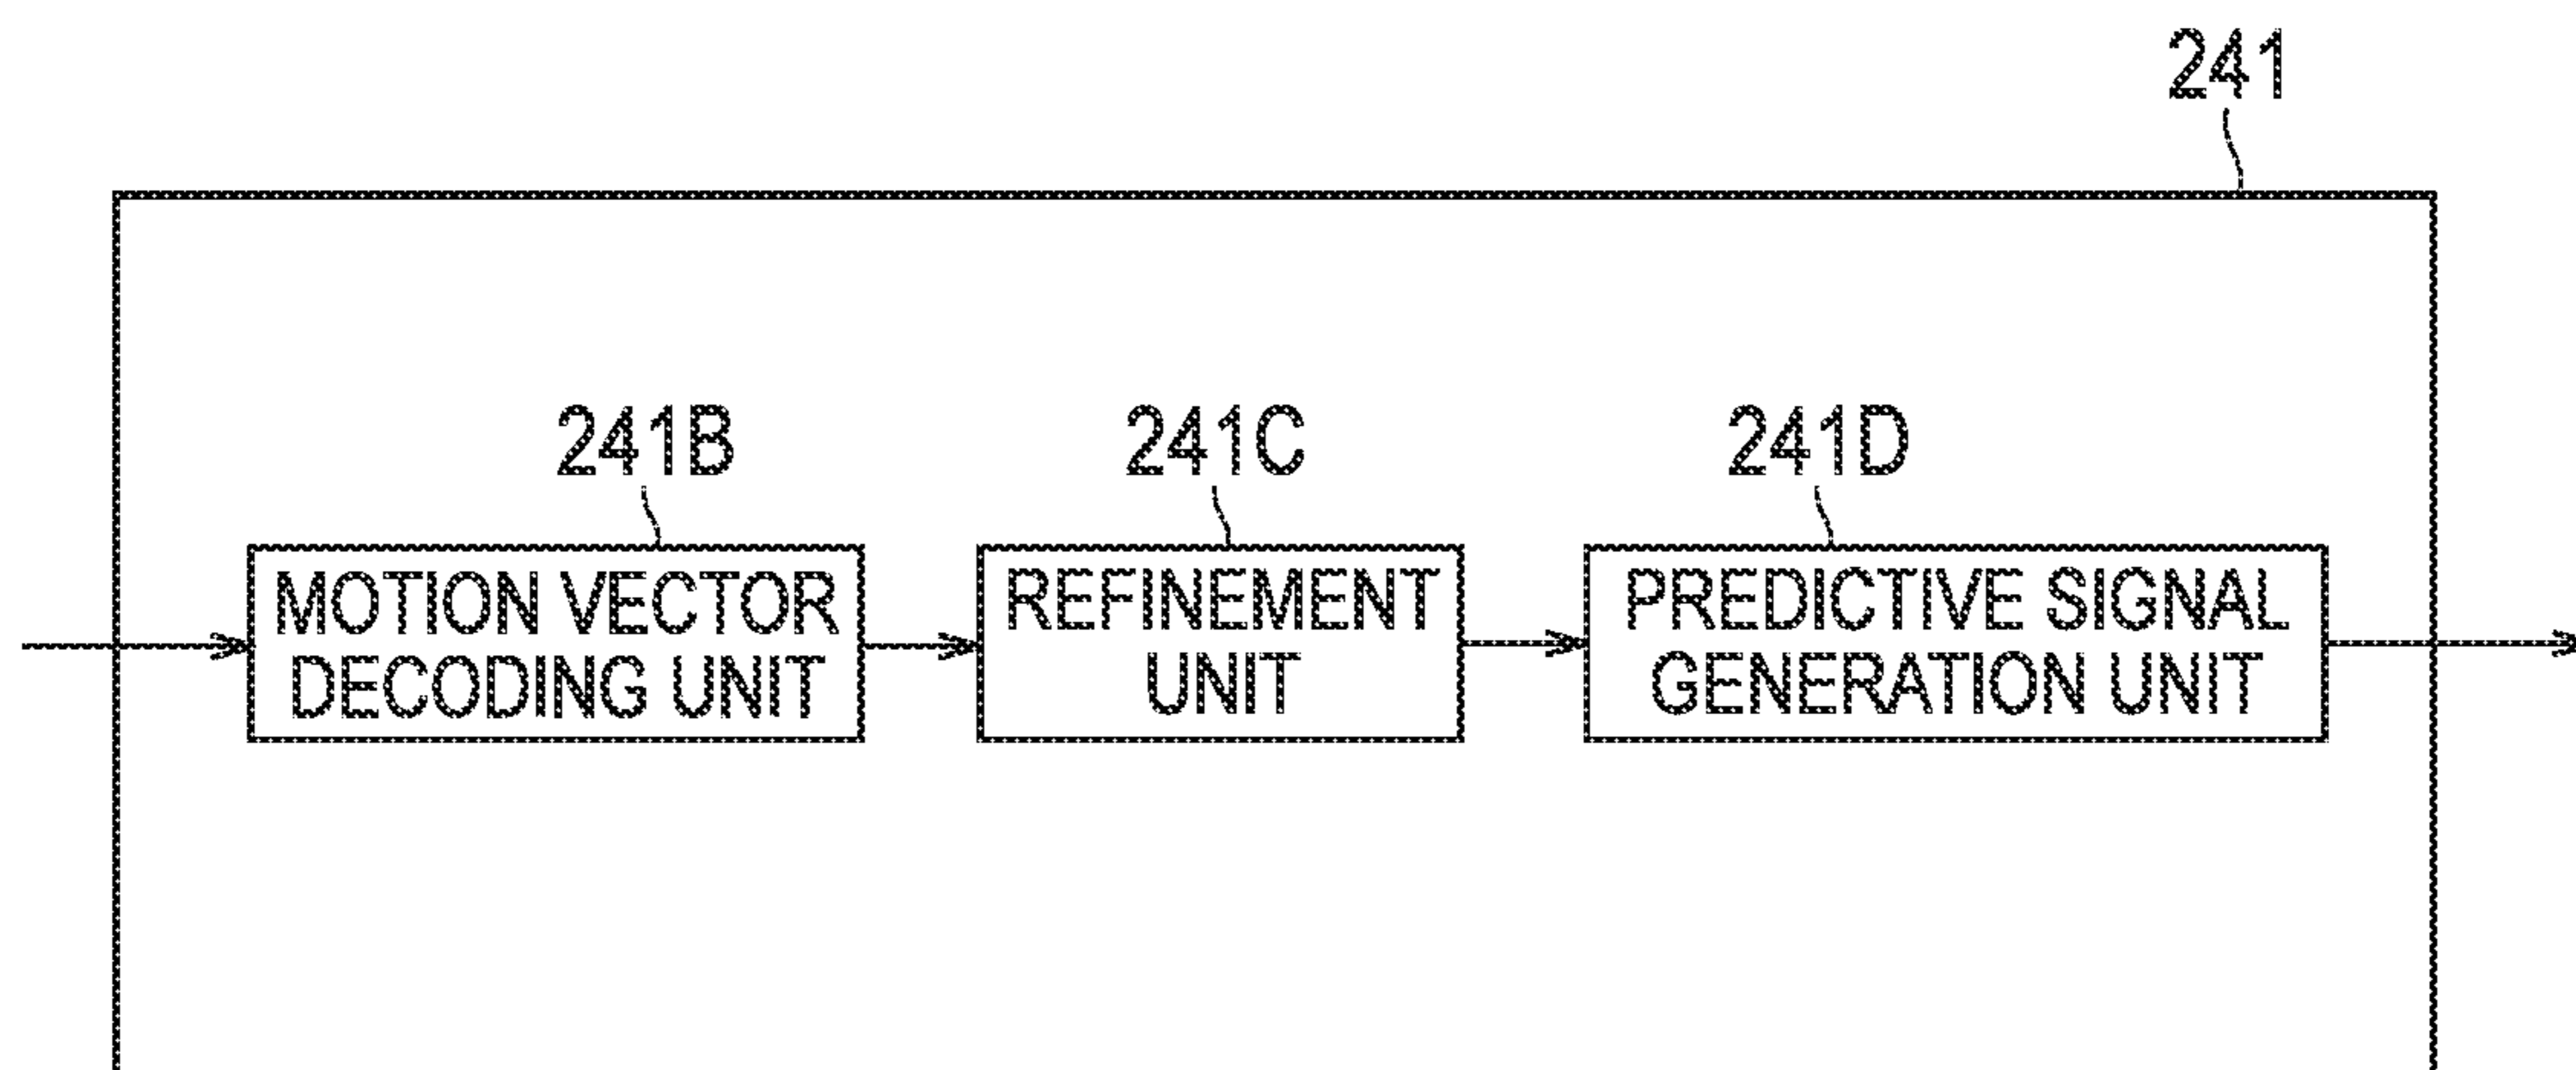 241
241B
241C
241D
MOTION VECTOR
DECODING UNIT
REFINEMENT
UNIT
PREDICTIVE SIGNAL
GENERATION UNIT